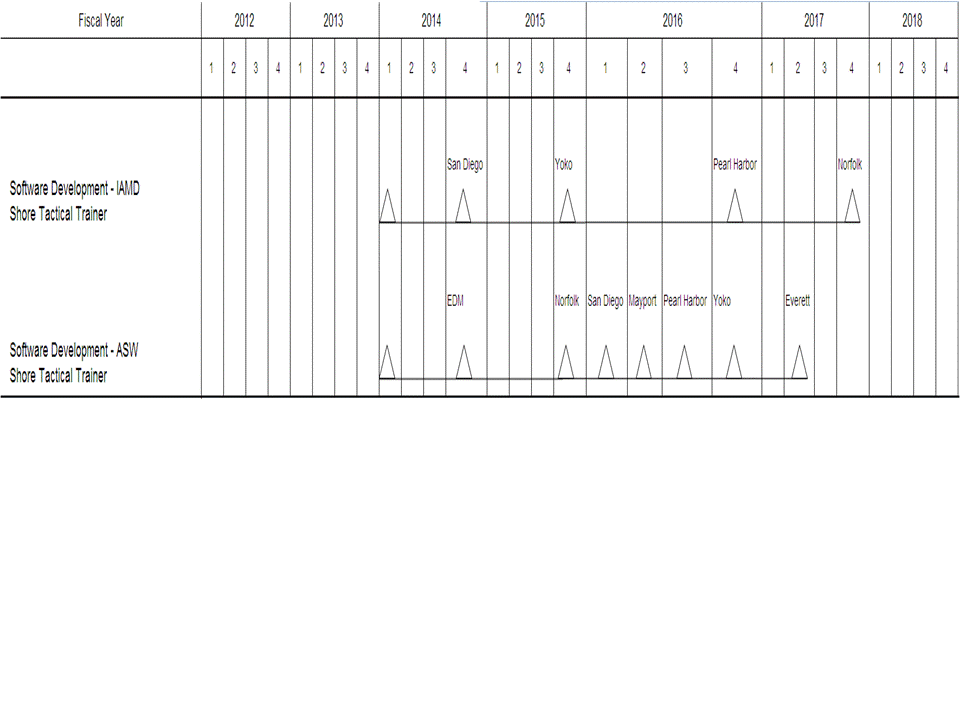 Fiscal Year 2012 2013 2014 2015 2016 2017 2018
1 2 3 4 1 2 3 4 1 2 3 4 1 2 3 4 1 2 3 4 1 2 3 4 1 2 3 4
San Diego Yoko Pearl Harbor Norfolk
Software Development - IAMD
Shore Tactical Trainer
EDM Norfolk San Diego Mayport Pearl Harbor Yoko Everett
Software Development - ASW
Shore Tactical Trainer